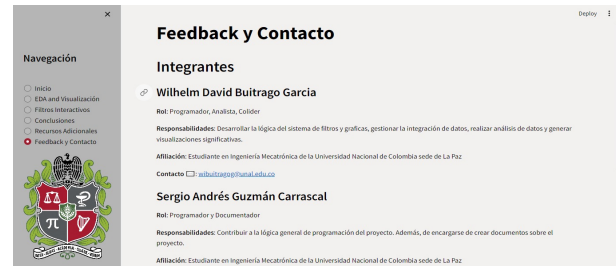 Deploy
Navegación
Inicio
EDA and Visualización
Filtros Interactivos
Conclusiones
Recursos Adicionales
Feedback y Contacto
Feedback y Contacto
Integrantes
Wilhelm David Buitrago Garcia
Rol: Programador, Analista, Colider
Responsabilidades: Desarrollar la lógica del sistema de filtros y graficas, gestionar la integración de datos, realizar análisis de datos y generar
visualizaciones significativas.
Afiliación: Estudiante en Ingeniería Mecatrónica de la Universidad Nacional de Colombia sede de La Paz
Contacto : wibuitragog@unal.edu.co
Sergio Andrés Guzmán Carrascal
Rol: Programador y Documentador
Responsabilidades: Contribuir a la lógica general de programación del proyecto. Además, de encargarse de crear documentos sobre el
proyecto.
Afiliación: Estudiante en Ingeniería Mecatrónica de la Universidad Nacional de Colombia sede de La Paz